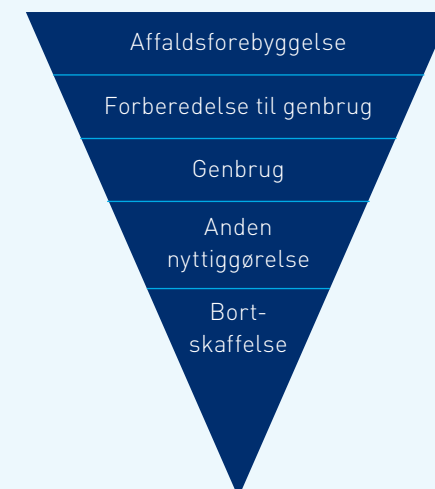 Affaldsforebyggelse
Forberedelse til genbrug
Genbrug
Anden
nyttiggørelse
Bort-
skaffelse